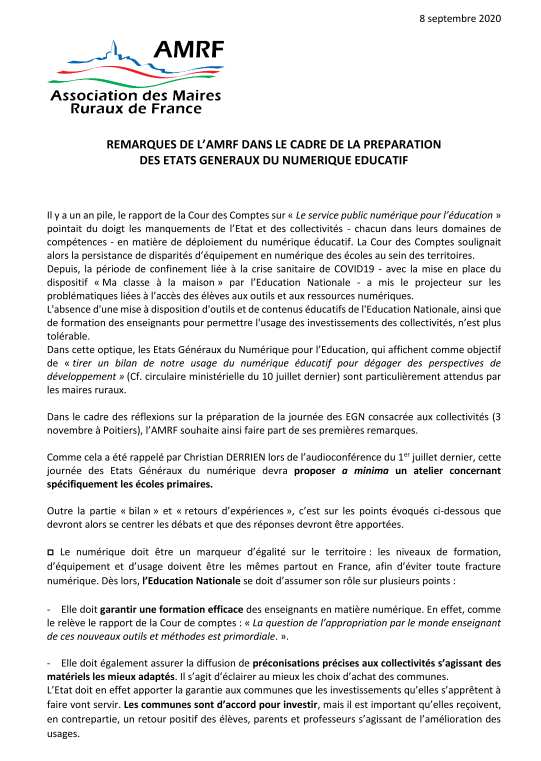 8 septembre 2020
AMRF
Association des Maires
Ruraux de France
REMARQUES DE L’AMRF DANS LE CADRE DE LA PREPARATION
DES ETATS GENERAUX DU NUMERIQUE EDUCATIF
Il y a un an pile, le rapport de la Cour des Comptes sur « Le service public numérique pour l’éducation »
pointait du doigt les manquements de l’Etat et des collectivités - chacun dans leurs domaines de
compétences - en matière de déploiement du numérique éducatif. La Cour des Comptes soulignait
alors la persistance de disparités d’équipement en numérique des écoles au sein des territoires.
Depuis, la période de confinement liée à la crise sanitaire de COVID19 - avec la mise en place du
dispositif « Ma classe à la maison » par l’Education Nationale - a mis le projecteur sur les
problématiques liées à l’accès des élèves aux outils et aux ressources numériques.
L'absence d'une mise à disposition d'outils et de contenus éducatifs de l'Education Nationale, ainsi que
de formation des enseignants pour permettre l'usage des investissements des collectivités, n’est plus
tolérable.
Dans cette optique, les Etats Généraux du Numérique pour l’Education, qui affichent comme objectif
de « tirer un bilan de notre usage du numérique éducatif pour dégager des perspectives de
développement » (Cf. circulaire ministérielle du 10 juillet dernier) sont particulièrement attendus par
les maires ruraux.
Dans le cadre des réflexions sur la préparation de la journée des EGN consacrée aux collectivités (3
novembre à Poitiers), l’AMRF souhaite ainsi faire part de ses premières remarques.
Comme cela a été rappelé par Christian DERRIEN lors de l’audioconférence du 1er juillet dernier, cette
journée des Etats Généraux du numérique devra proposer a minima un atelier concernant
spécifiquement les écoles primaires.
Outre la partie « bilan » et « retours d’expériences », c’est sur les points évoqués ci-dessous que
devront alors se centrer les débats et que des réponses devront être apportées.
◘ Le numérique doit être un marqueur d’égalité sur le territoire : les niveaux de formation,
d’équipement et d’usage doivent être les mêmes partout en France, afin d’éviter toute fracture
numérique. Dès lors, l’Education Nationale se doit d’assumer son rôle sur plusieurs points :
- Elle doit garantir une formation efficace des enseignants en matière numérique. En effet, comme
le relève le rapport de la Cour de comptes : « La question de l’appropriation par le monde enseignant
de ces nouveaux outils et méthodes est primordiale. ».
- Elle doit également assurer la diffusion de préconisations précises aux collectivités s’agissant des
matériels les mieux adaptés. Il s’agit d’éclairer au mieux les choix d’achat des communes.
L’Etat doit en effet apporter la garantie aux communes que les investissements qu’elles s’apprêtent à
faire vont servir. Les communes sont d’accord pour investir, mais il est important qu’elles reçoivent,
en contrepartie, un retour positif des élèves, parents et professeurs s’agissant de l’amélioration des
usages.